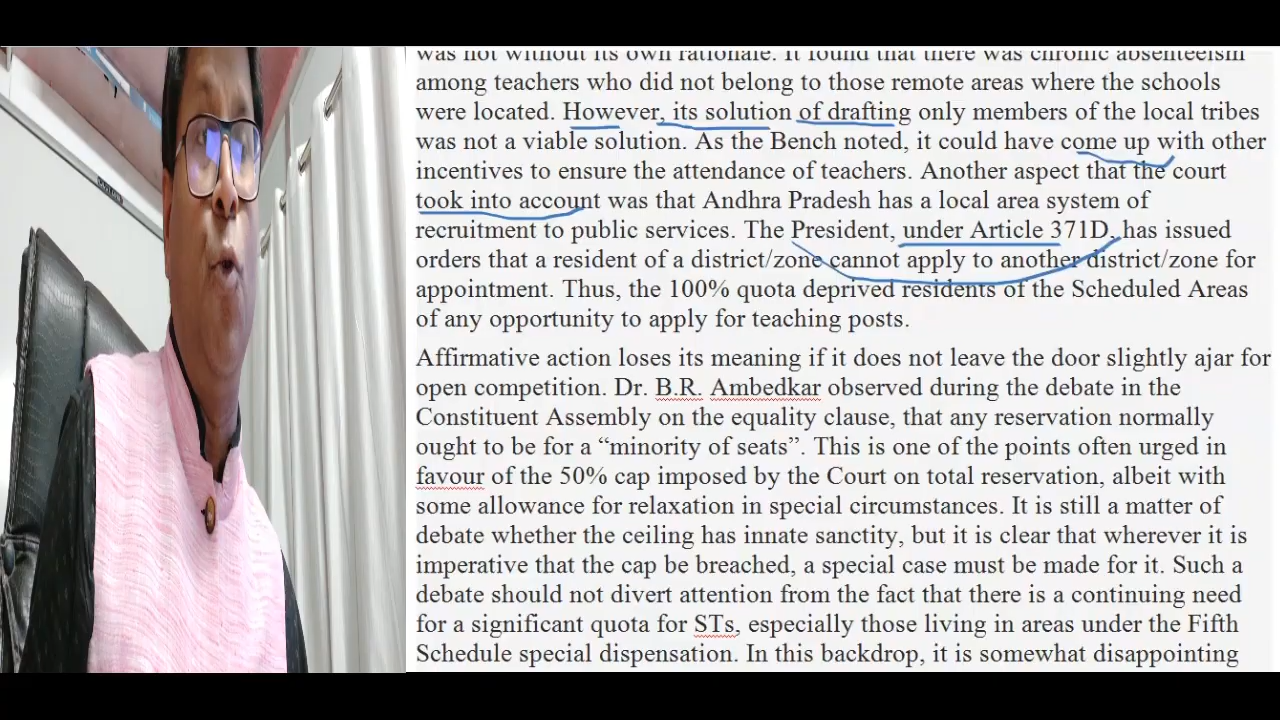 was not without its own rationale. It found that there was chronic absenteeism
among teachers who did not belong to those remote areas where the schools
were located. However, its solution of drafting only members of the local tribes
was not a viable solution. As the Bench noted, it could have come up with other
incentives to ensure the attendance of teachers. Another aspect that the court
took into account was that Andhra Pradesh has a local area system of
recruitment to public services. The President, under Article 371D, has issued
orders that a resident of a district/zone cannot apply to another district/zone for
appointment. Thus, the 100% quota deprived residents of the Scheduled Areas
of any opportunity to apply for teaching posts.
Affirmative action loses its meaning if it does not leave the door slightly ajar for
open competition. Dr. B.R. Ambedkar observed during the debate in the
Constituent Assembly on the equality clause, that any reservation normally
ought to be for a “minority of seats”. This is one of the points often urged in
favour of the 50% cap imposed by the Court on total reservation, albeit with
some allowance for relaxation in special circumstances. It is still a matter of
debate whether the ceiling has innate sanctity, but it is clear that wherever it is
imperative that the cap be breached, a special case must be made for it. Such a
debate should not divert attention from the fact that there is a continuing need
for a significant quota for STs, especially those living in areas under the Fifth
Schedule special dispensation. In this backdrop, it is somewhat disappointing